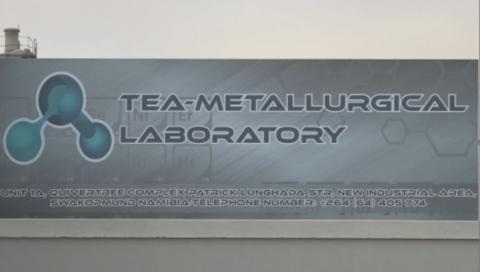 TEA-METALLURGICAL
LABORATORY
UNIT 1A, QUIVERTREE COMPLEX PATRICK LUNGHADA STR, NEW INDUSTRIAL AREA,
SWAKOPMUND NAMIBIA TELEPHONE NUMBER: +264 (64) 405 774